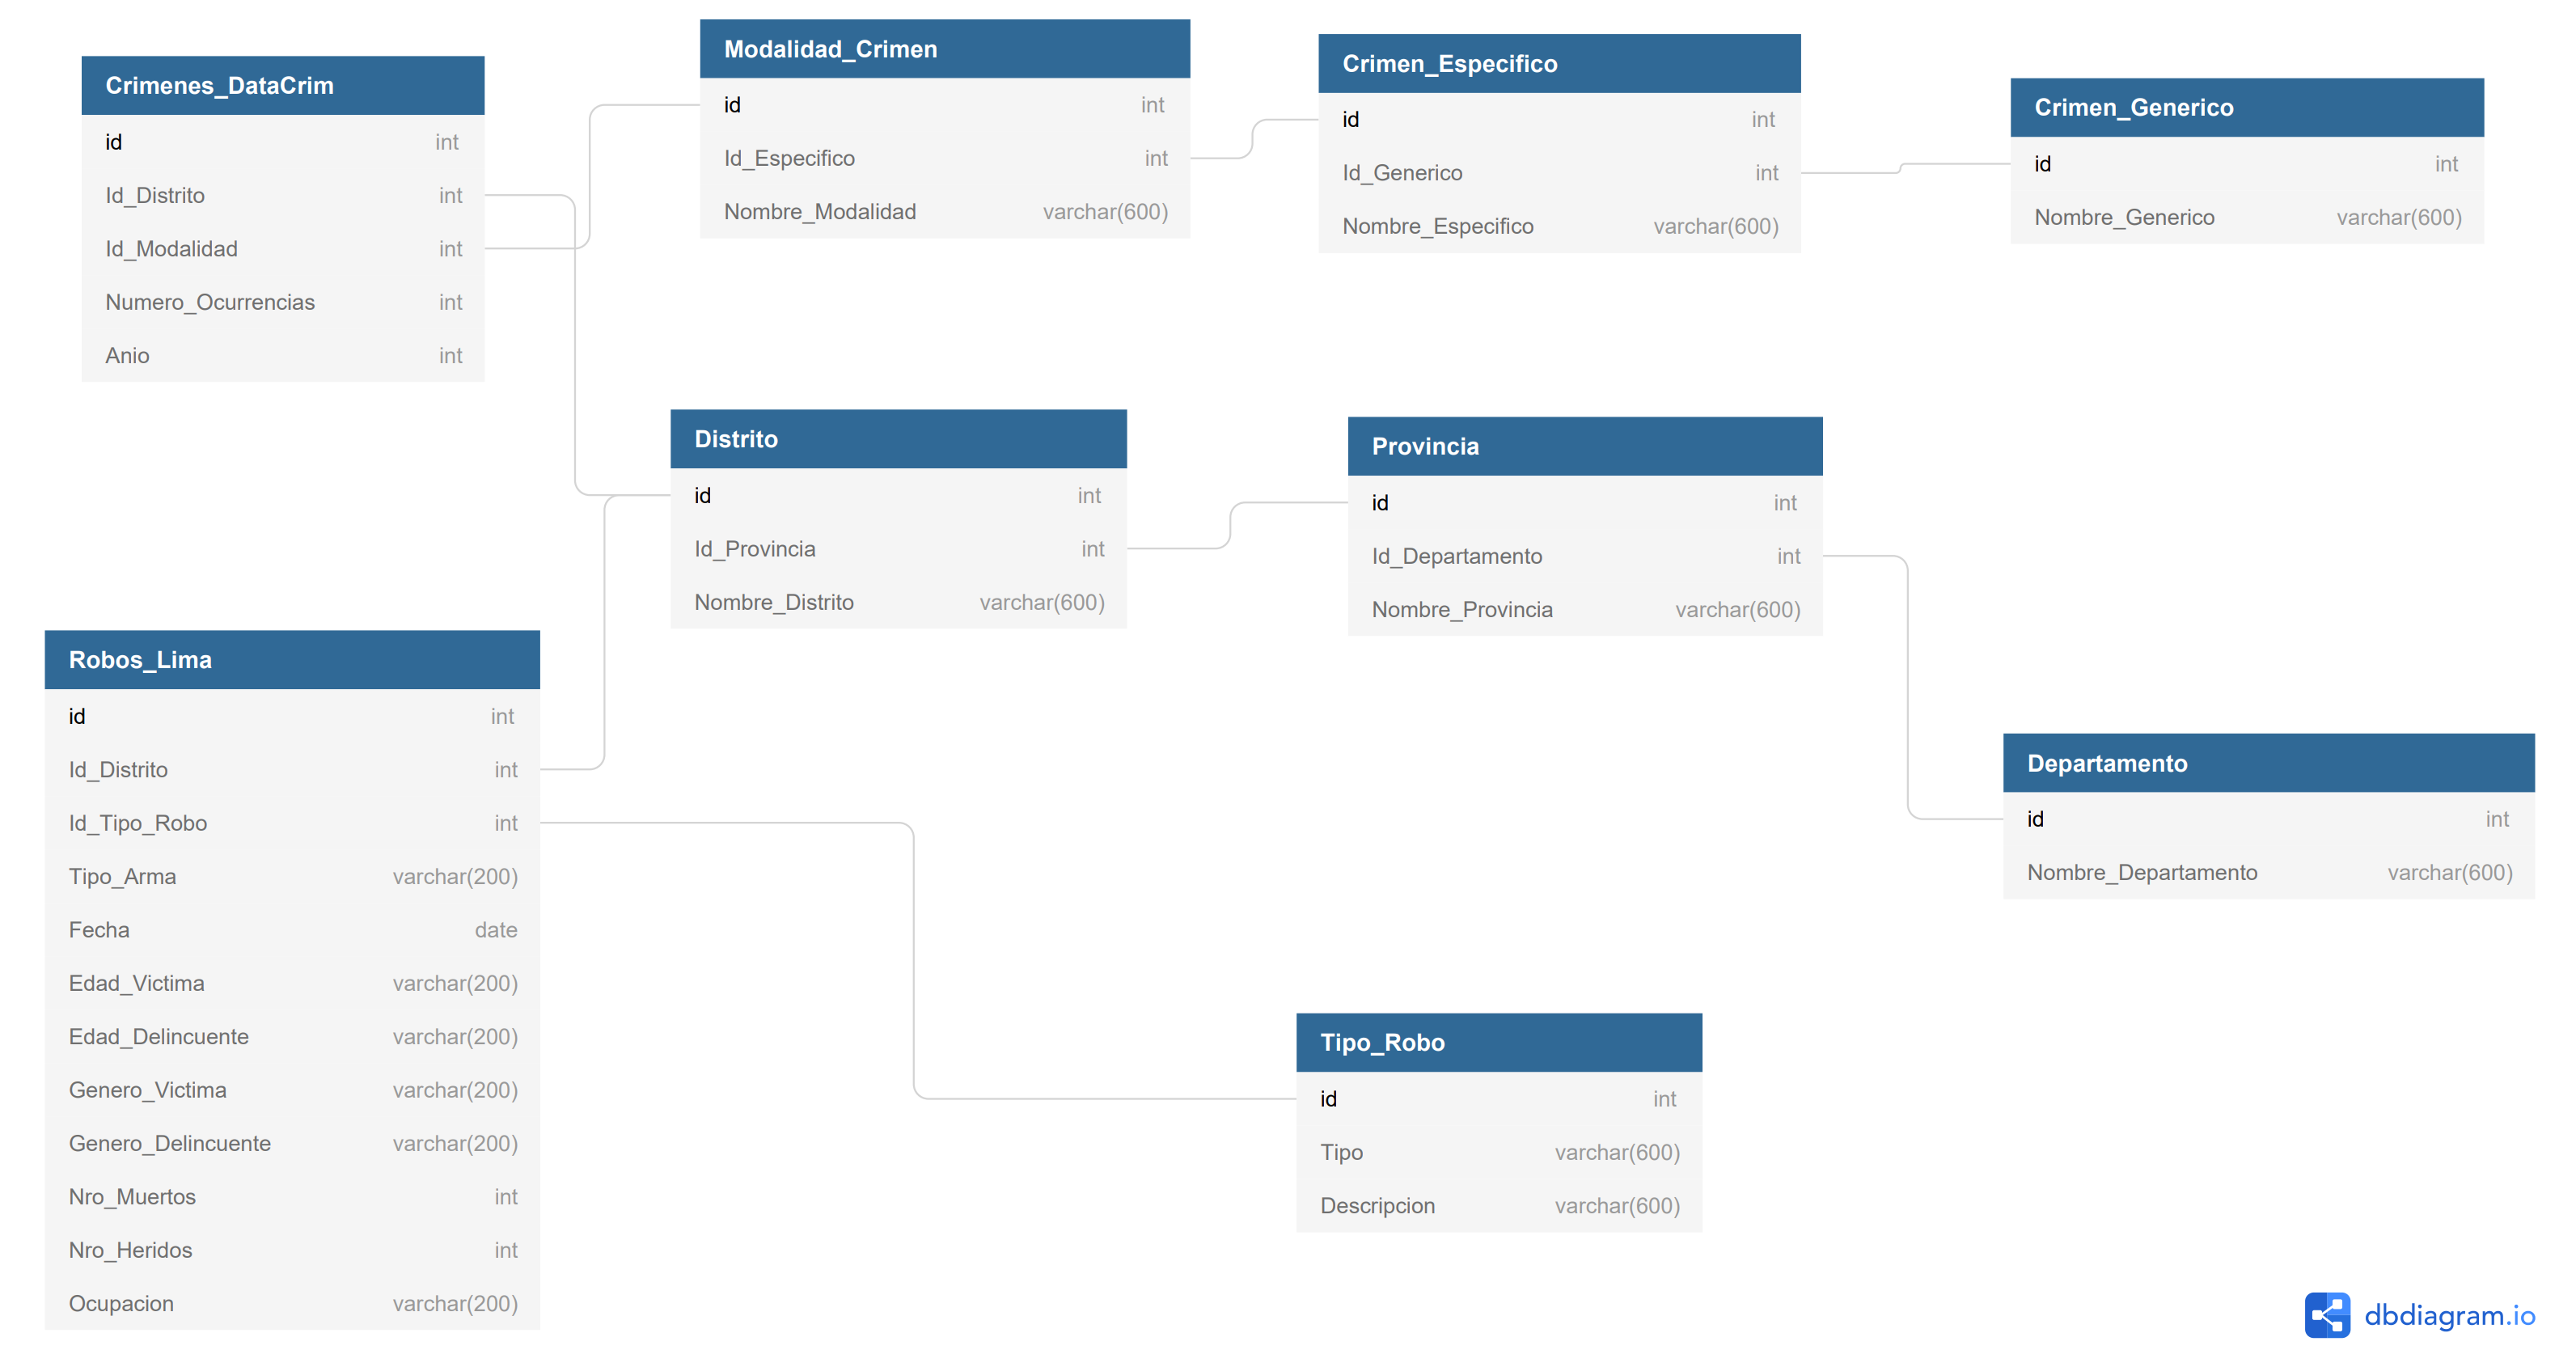 Crimenes_DataCrim
id int
Id_Distrito int
Id_Modalidad int
Numero_Ocurrencias int
Anio int
Modalidad_Crimen
id int
Id_Especifico int
Nombre_Modalidad varchar(600)
Crimen_Especifico
id int
Id_Generico int
Nombre_Especifico varchar(600)
Crimen_Generico
id int
Nombre_Generico varchar(600)
Distrito
id int
Id_Provincia int
Nombre_Distrito varchar(600)
Provincia
id int
Id_Departamento int
Nombre_Provincia varchar(600)
Robos_Lima
id int
Id_Distrito int
Id_Tipo_Robo int
Tipo_Arma varchar(200)
Fecha date
Edad_Victima varchar(200)
Edad_Delincuente varchar(200)
Genero_Victima varchar(200)
Genero_Delincuente varchar(200)
Nro_Muertos int
Nro_Heridos int
Ocupacion varchar(200)
Departamento
id int
Nombre_Departamento varchar(600)
Tipo_Robo
id int
Tipo varchar(600)
Descripcion varchar(600)
dbdiagram.io